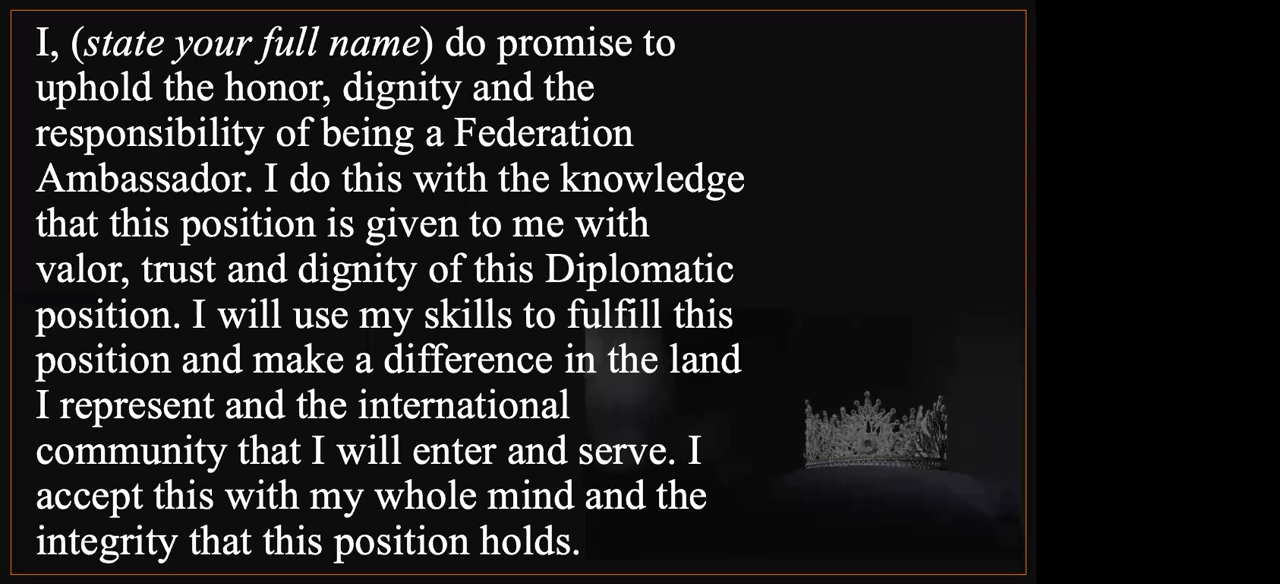 I, (state your full name) do promise to
uphold the honor, dignity and the
responsibility of being a Federation
Ambassador. I do this with the knowledge
that this position is given to me with
valor, trust and dignity of this Diplomatic
position. I will use my skills to fulfill this
position and make a difference in the land
I represent and the international
community that I will enter and serve. I
accept this with my whole mind and the
integrity that this position holds.